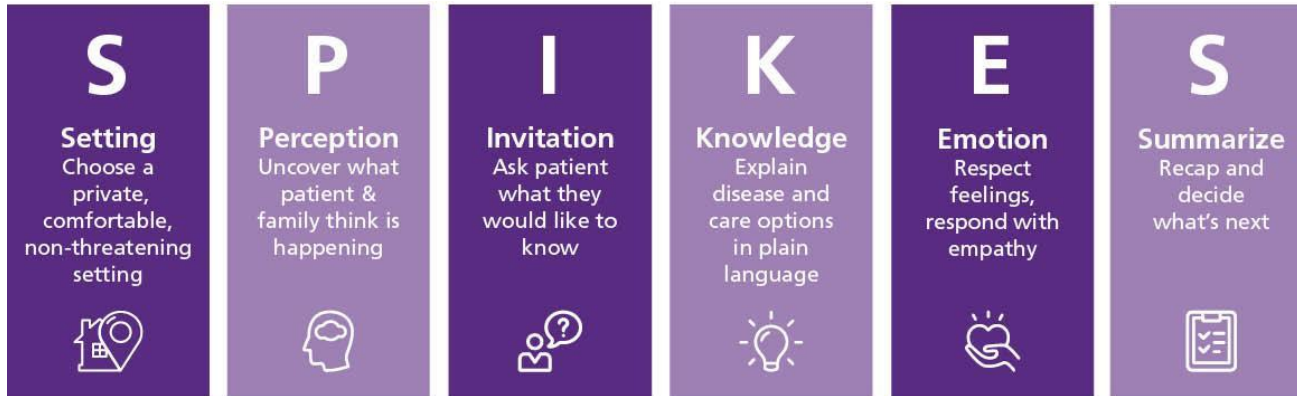 S
Setting
Choose a
private,
comfortable,
non-threatening
setting
P
Perception
Uncover what
patient &
family think is
happening
I
Invitation
Ask patient
what they
would like to
know
?
K
Knowledge
Explain
disease and
care options
in plain
language
E
Emotion
Respect
feelings,
respond with
empathy
S
Summarize
Recap and
decide
what's next